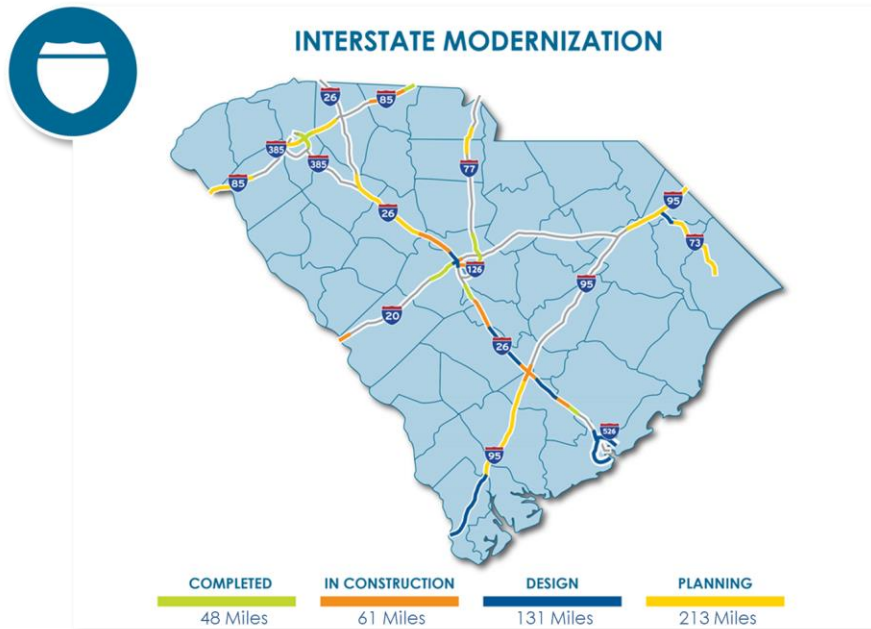 INTERSTATE MODERNIZATION
26
85
385
385
77
85
95
26
73
126
95
20
26
526
95
COMPLETED
IN CONSTRUCTION
DESIGN
PLANNING
48 Miles
61 Miles
131 Miles
213 Miles